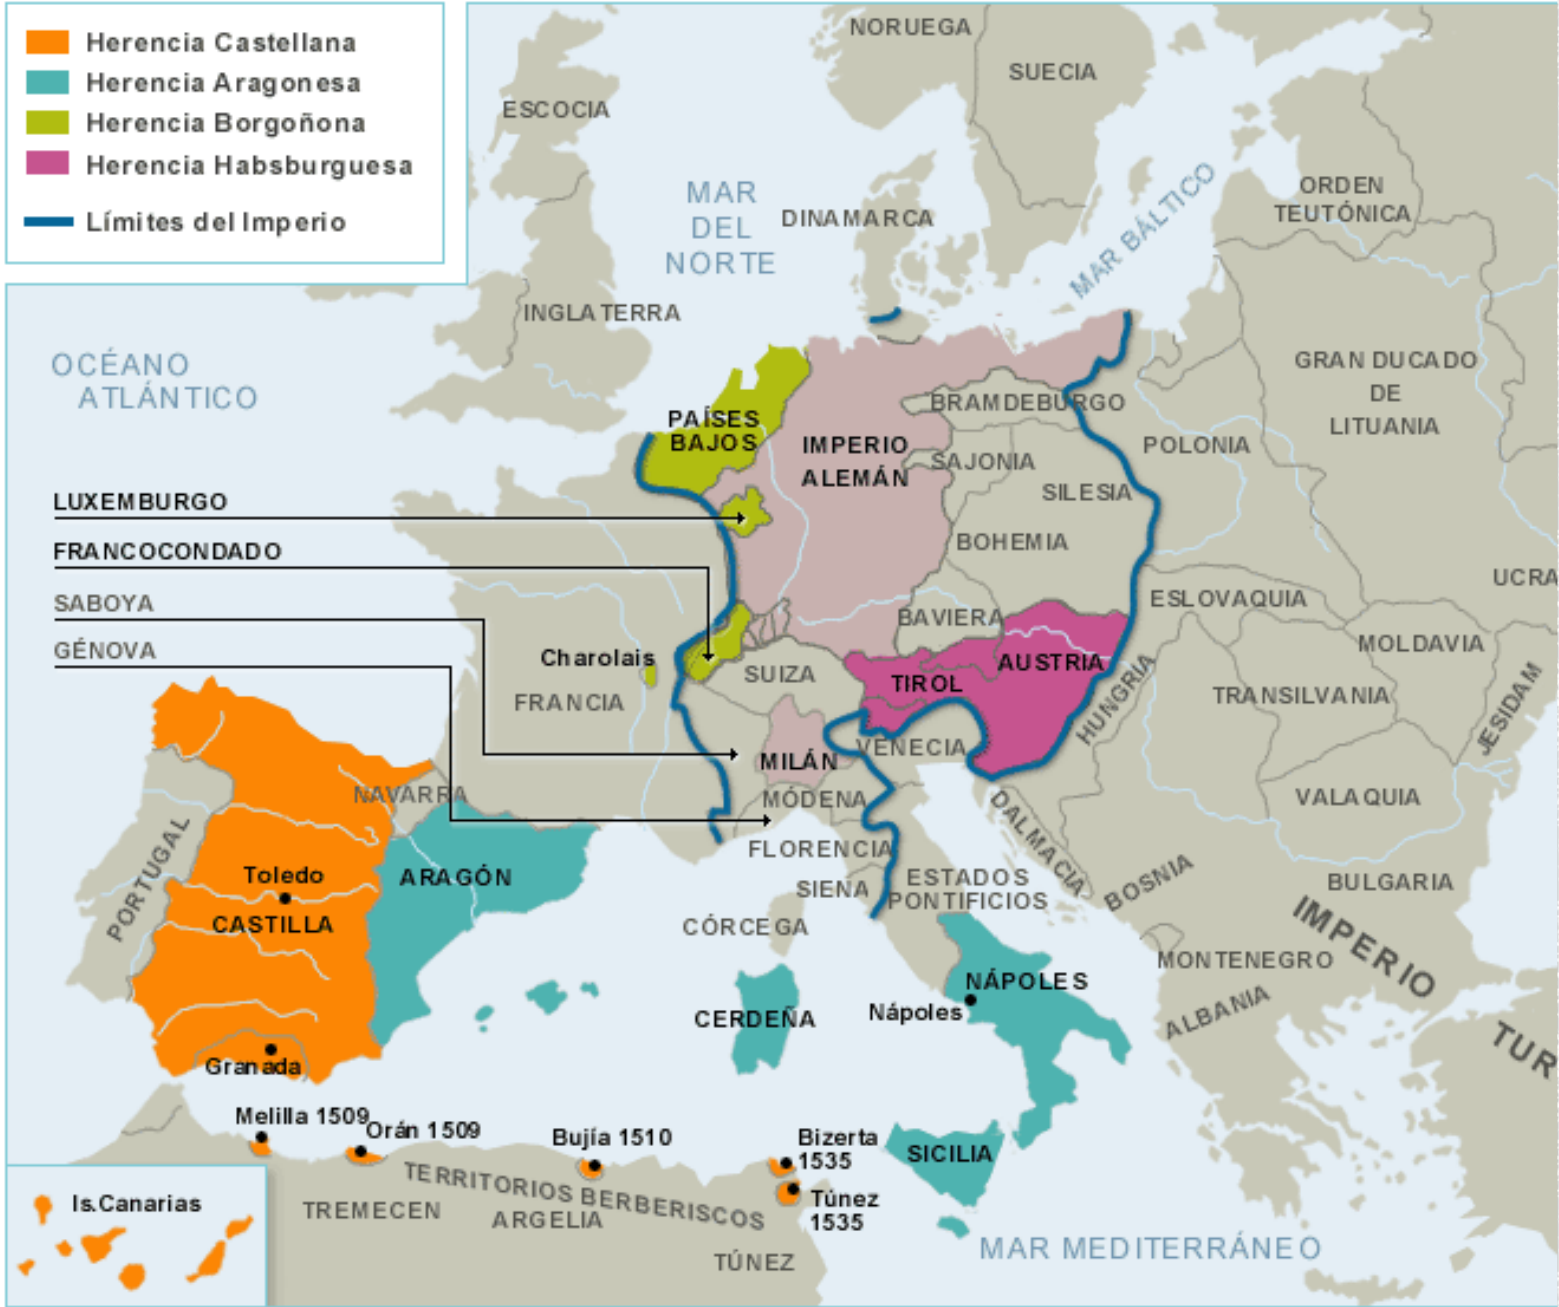 Herencia Castellana
Herencia Aragonesa
Herencia Borgoñona
Herencia Habsburguesa
Límites del Imperio
NORUEGA
SUECIA
ESCOCIA
MAR
DEL
NORTE
DINAMARCA
MAR BÁLTICO
ORDEN
TEUTÓNICA
INGLATERRA
OCÉANO
ATLÁNTICO
GRAN DUCADO
DE
LITUANIA
PAÍSES
BAJOS
IMPERIO
ALEMÁN
BRAMDEBURGO
SAJONIA
POLONIA
SILESIA
LUXEMBURGO
FRANCOCONDADO
SABOYA
GÉNOVA
BOHEMIA
UCRA
ESLOVAQUIA
BAVIERA
MOLDAVIA
Charolais
FRANCIA
SUIZA
TIROL
AUSTRIA
HUNGRÍA
TRANSILVANIA
JESIDAM
MILÁN
VENECIA
NAVARRA
MÓDENA
VALAQUIA
PORTUGAL
Toledo
CASTILLA
ARAGÓN
FLORENCIA
DALMACIA
SIENA
ESTADOS
PONTIFICIOS
BOSNIA
BULGARIA
CÓRCEGA
IMPERIO
MONTENEGRO
CERDEÑA
NÁPOLES
Nápoles
ALBANIA
TUR
Granada
Melilla 1509
Orán 1509
Bujía 1510
Bizerta
1535
SICILIA
Túnez
1535
TERRITORIOS BERBERISCOS
TREMECEN
ARGELIA
TÚNEZ
MAR MEDITERRÁNEO
Is.Canarias